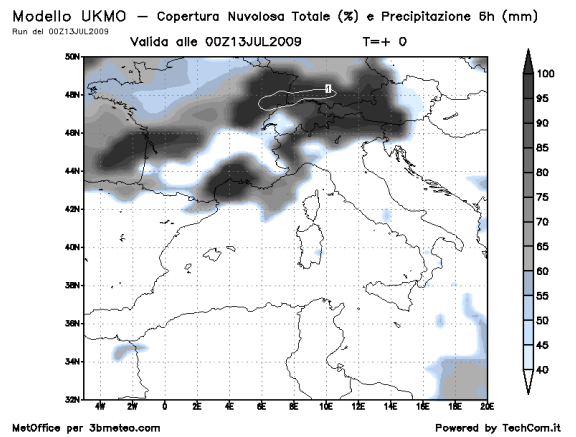 Modello UKMO — Copertura Nuvolosa Totale (%) e Precipitazione 6h (mm)
Run del 00Z13JUL2009
Valida alle 00Z13JUL2009 T=+ 0
50N
48N
46N
44N
42N
40N
38N
36N
34N
32N
4W 2W 0 2E 4E 6E 8E 10E 12E 14E 16E 18E 20E
1
100
95
90
85
80
75
70
65
60
55
50
45
40
MetOffice per 3bmeteo.com
Powered by TechCom.it